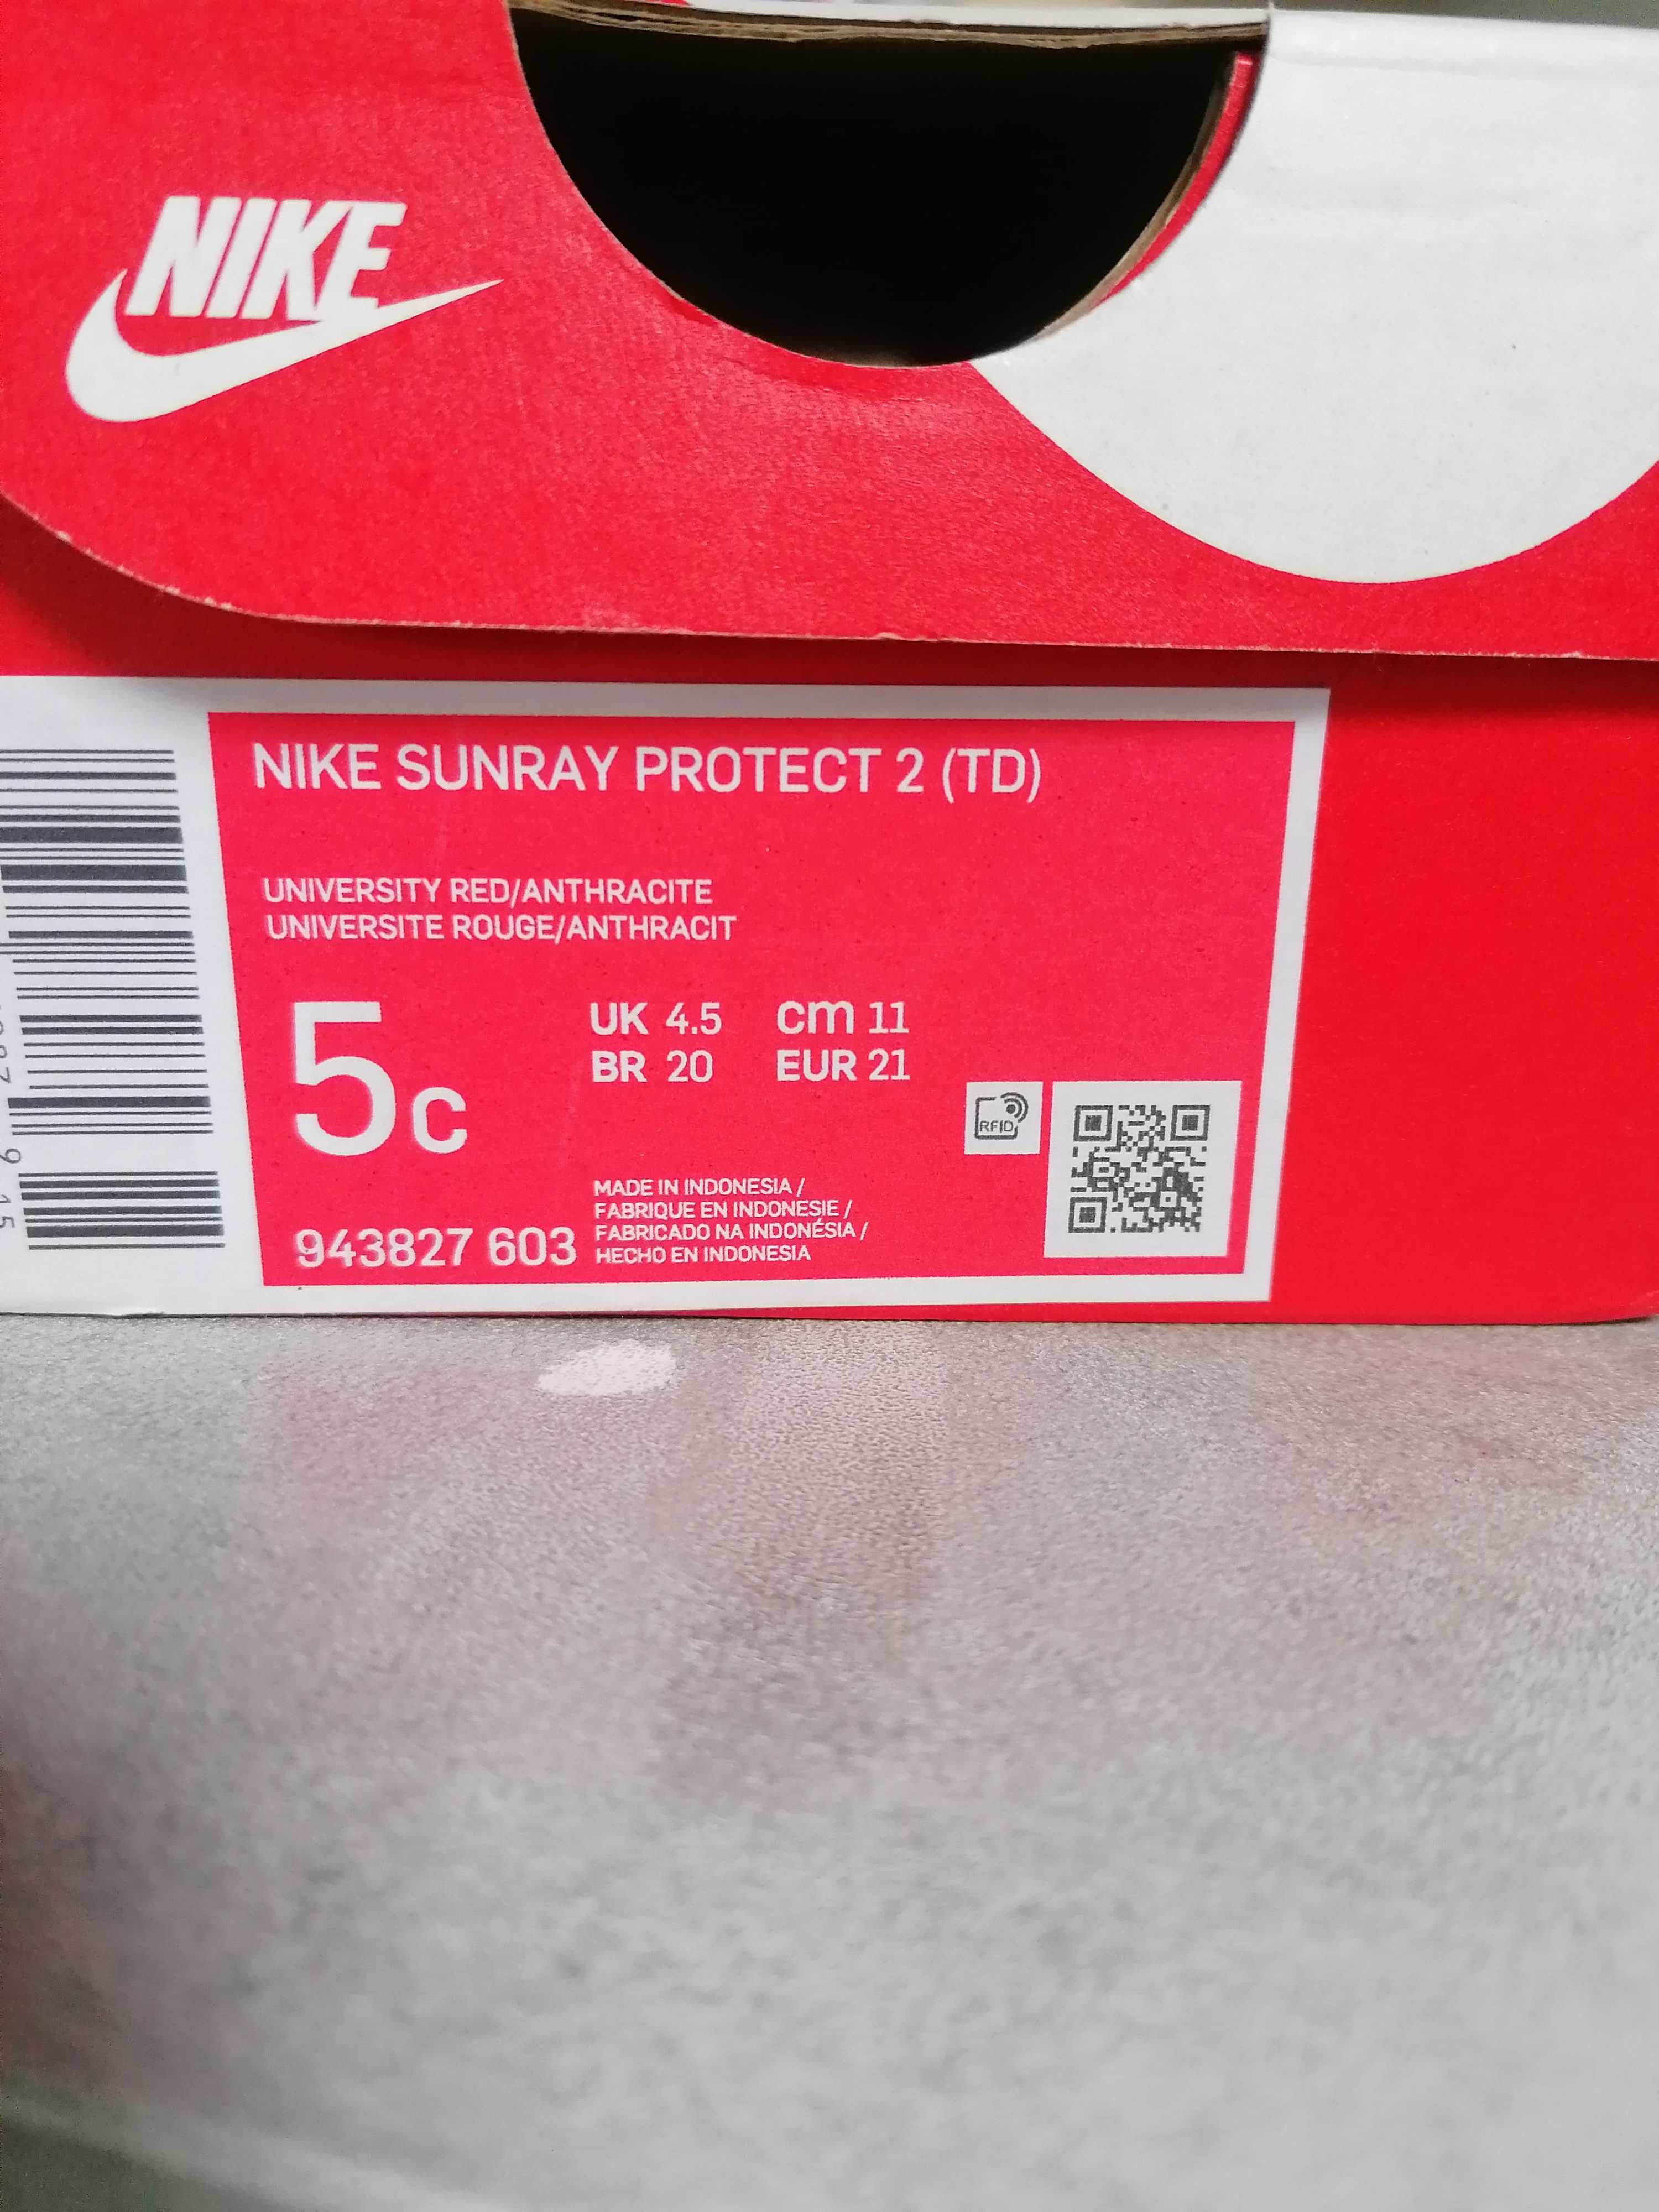 NIKE
NIKE SUNRAY PROTECT 2 (TD)
UNIVERSITY RED/ANTHRACITE
UNIVERSITE ROUGE/ANTHRACIT
5c
UK 4.5 cm 11
BR 20 EUR 21
RFID
MADE IN INDONESIA /
FABRIQUE EN INDONESIE /
FABRICADO NA INDONÉSIA /
HECHO EN INDONESIA
943827 603